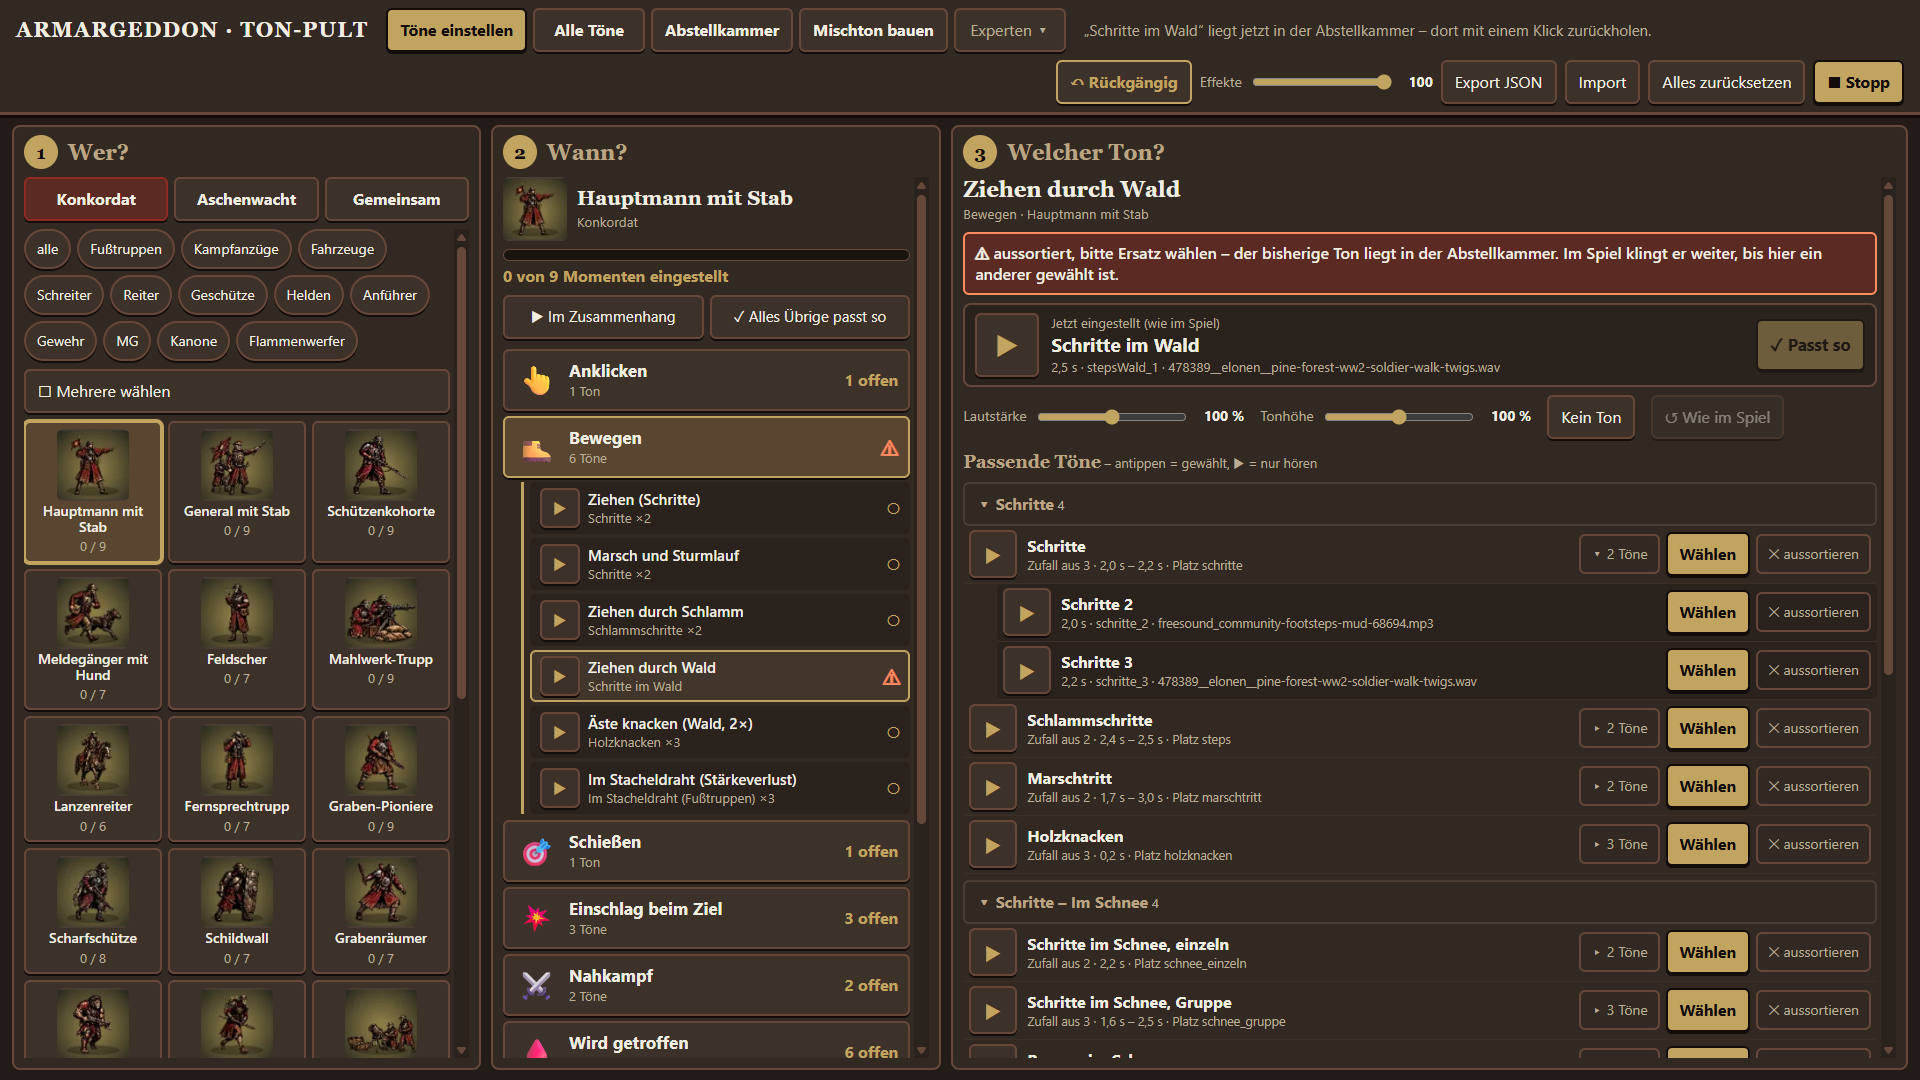 ARMARGEDDON · TON-PULT
Töne einstellen
Alle Töne
Abstellkammer
Mischton bauen
Experten ▾
„Schritte im Wald“ liegt jetzt in der Abstellkammer – dort mit einem Klick zurückholen.
Rückgängig
Effekte
100
Export JSON
Import
Alles zurücksetzen
■ Stopp
1 Wer?
Konkordat
Aschenwacht
Gemeinsam
alle
Fußtruppen
Kampfanzüge
Fahrzeuge
Schreiter
Reiter
Geschütze
Helden
Anführer
Gewehr
MG
Kanone
Flammenwerfer
☐ Mehrere wählen
Hauptmann mit Stab
0 / 9
General mit Stab
0 / 9
Schützenkohorte
0 / 9
Meldegänger mit Hund
0 / 7
Feldscher
0 / 7
Mahlwerk-Trupp
0 / 9
Lanzenreiter
0 / 6
Fernsprechtrupp
0 / 7
Graben-Pioniere
0 / 9
Scharfschütze
0 / 8
Schildwall
0 / 7
Grabenräumer
0 / 7
2 Wann?
Hauptmann mit Stab
Konkordat
0 von 9 Momenten eingestellt
▶ Im Zusammenhang
✓ Alles Übrige passt so
Anklicken
1 Ton
1 offen
Bewegen
6 Töne
Ziehen (Schritte)
Schritte ×2
Marsch und Sturmlauf
Schritte ×2
Ziehen durch Schlamm
Schlammschritte ×2
Ziehen durch Wald
Schritte im Wald
Äste knacken (Wald, 2×)
Holzknacken ×3
Im Stacheldraht (Stärkeverlust)
Im Stacheldraht (Fußtruppen) ×3
Schießen
1 Ton
1 offen
Einschlag beim Ziel
3 Töne
3 offen
Nahkampf
2 Töne
2 offen
Wird getroffen
6 offen
3 Welcher Ton?
Ziehen durch Wald
Bewegen · Hauptmann mit Stab
⚠ aussortiert, bitte Ersatz wählen – der bisherige Ton liegt in der Abstellkammer. Im Spiel klingt er weiter, bis hier ein
anderer gewählt ist.
Jetzt eingestellt (wie im Spiel)
Schritte im Wald
2,5 s · stepsWald_1 · 478389__elonen__pine-forest-ww2-soldier-walk-twigs.wav
✓ Passt so
Lautstärke
100 %
Tonhöhe
100 %
Kein Ton
↺ Wie im Spiel
Passende Töne – antippen = gewählt, ▶ = nur hören
▾ Schritte 4
Schritte
Zufall aus 3 · 2,0 s – 2,2 s · Platz schritte
▾ 2 Töne
Wählen
✕ aussortieren
Schritte 2
2,0 s · schritte_2 · freesound_community-footsteps-mud-68694.mp3
Wählen
✕ aussortieren
Schritte 3
2,2 s · schritte_3 · 478389__elonen__pine-forest-ww2-soldier-walk-twigs.wav
Wählen
✕ aussortieren
Schlammschritte
Zufall aus 2 · 2,4 s – 2,5 s · Platz steps
▸ 2 Töne
Wählen
✕ aussortieren
Marschtritt
Zufall aus 2 · 1,7 s – 3,0 s · Platz marschtritt
▸ 2 Töne
Wählen
✕ aussortieren
Holzknacken
Zufall aus 3 · 0,2 s · Platz holzknacken
▸ 3 Töne
Wählen
✕ aussortieren
▾ Schritte – Im Schnee 4
Schritte im Schnee, einzeln
Zufall aus 2 · 2,2 s · Platz schnee_einzeln
▸ 2 Töne
Wählen
✕ aussortieren
Schritte im Schnee, Gruppe
Zufall aus 3 · 1,6 s – 2,5 s · Platz schnee_gruppe
▸ 3 Töne
Wählen
✕ aussortieren